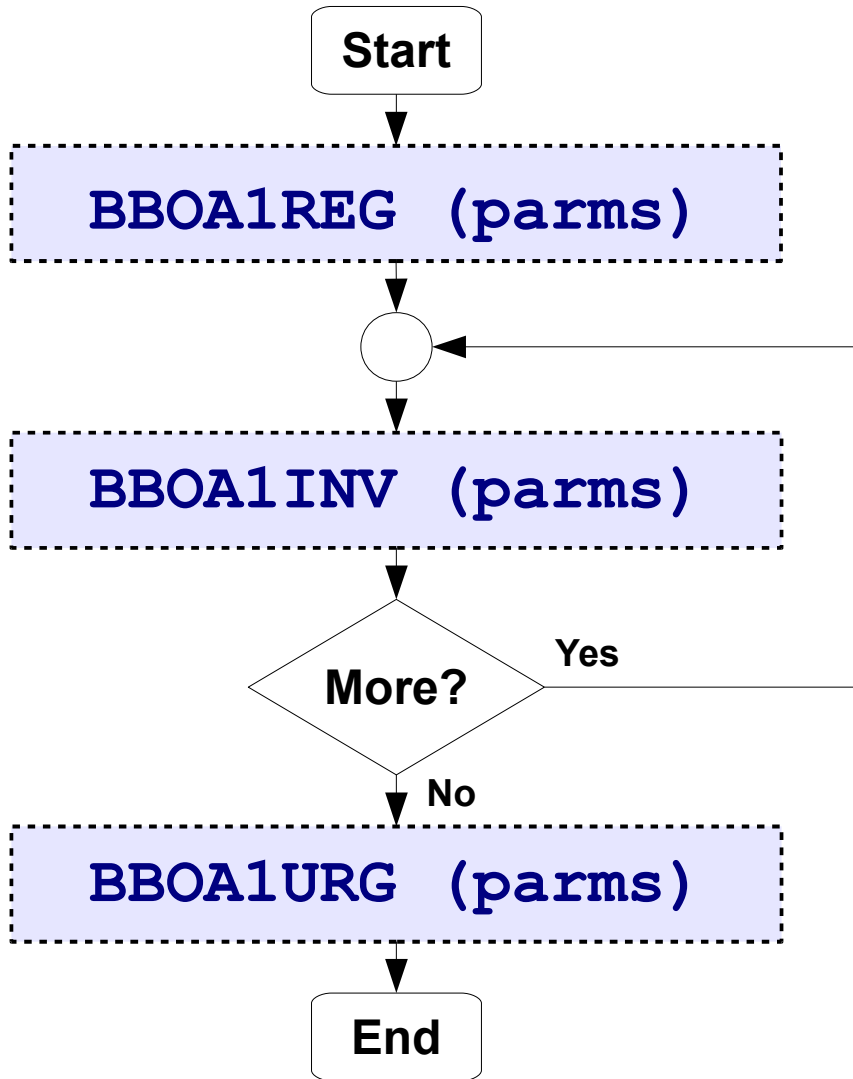 Start
BBOA1REG (parms)
BBOA1INV (parms)
Yes
More?
No
BBOA1URG (parms)
End